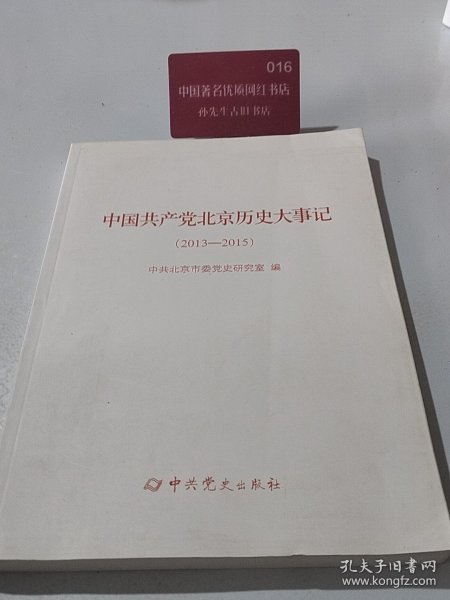 016
中国著名优质网红书店
孙先生古旧书店
中国共产党北京历史大事记
(2013—2015)
中共北京市委党史研究室 编
中共党史出版社
孔夫子旧书网
www.kongfz.com